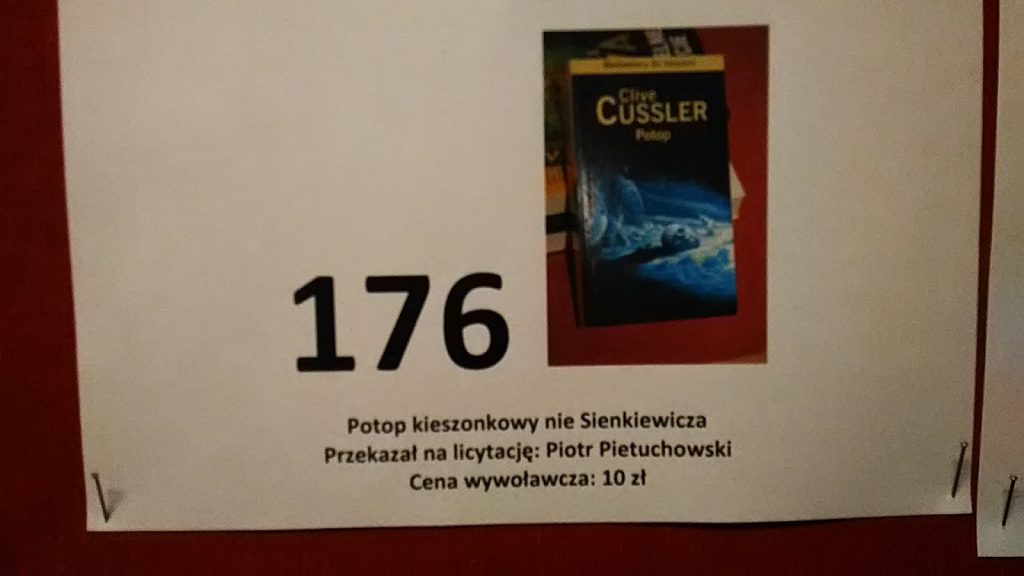 Clive
CUSSLER
Potop
176
Potop kieszonkowy nie Sienkiewicza
Przekazał na licytację: Piotr Pietuchowski
Cena wywoławcza: 10 zł